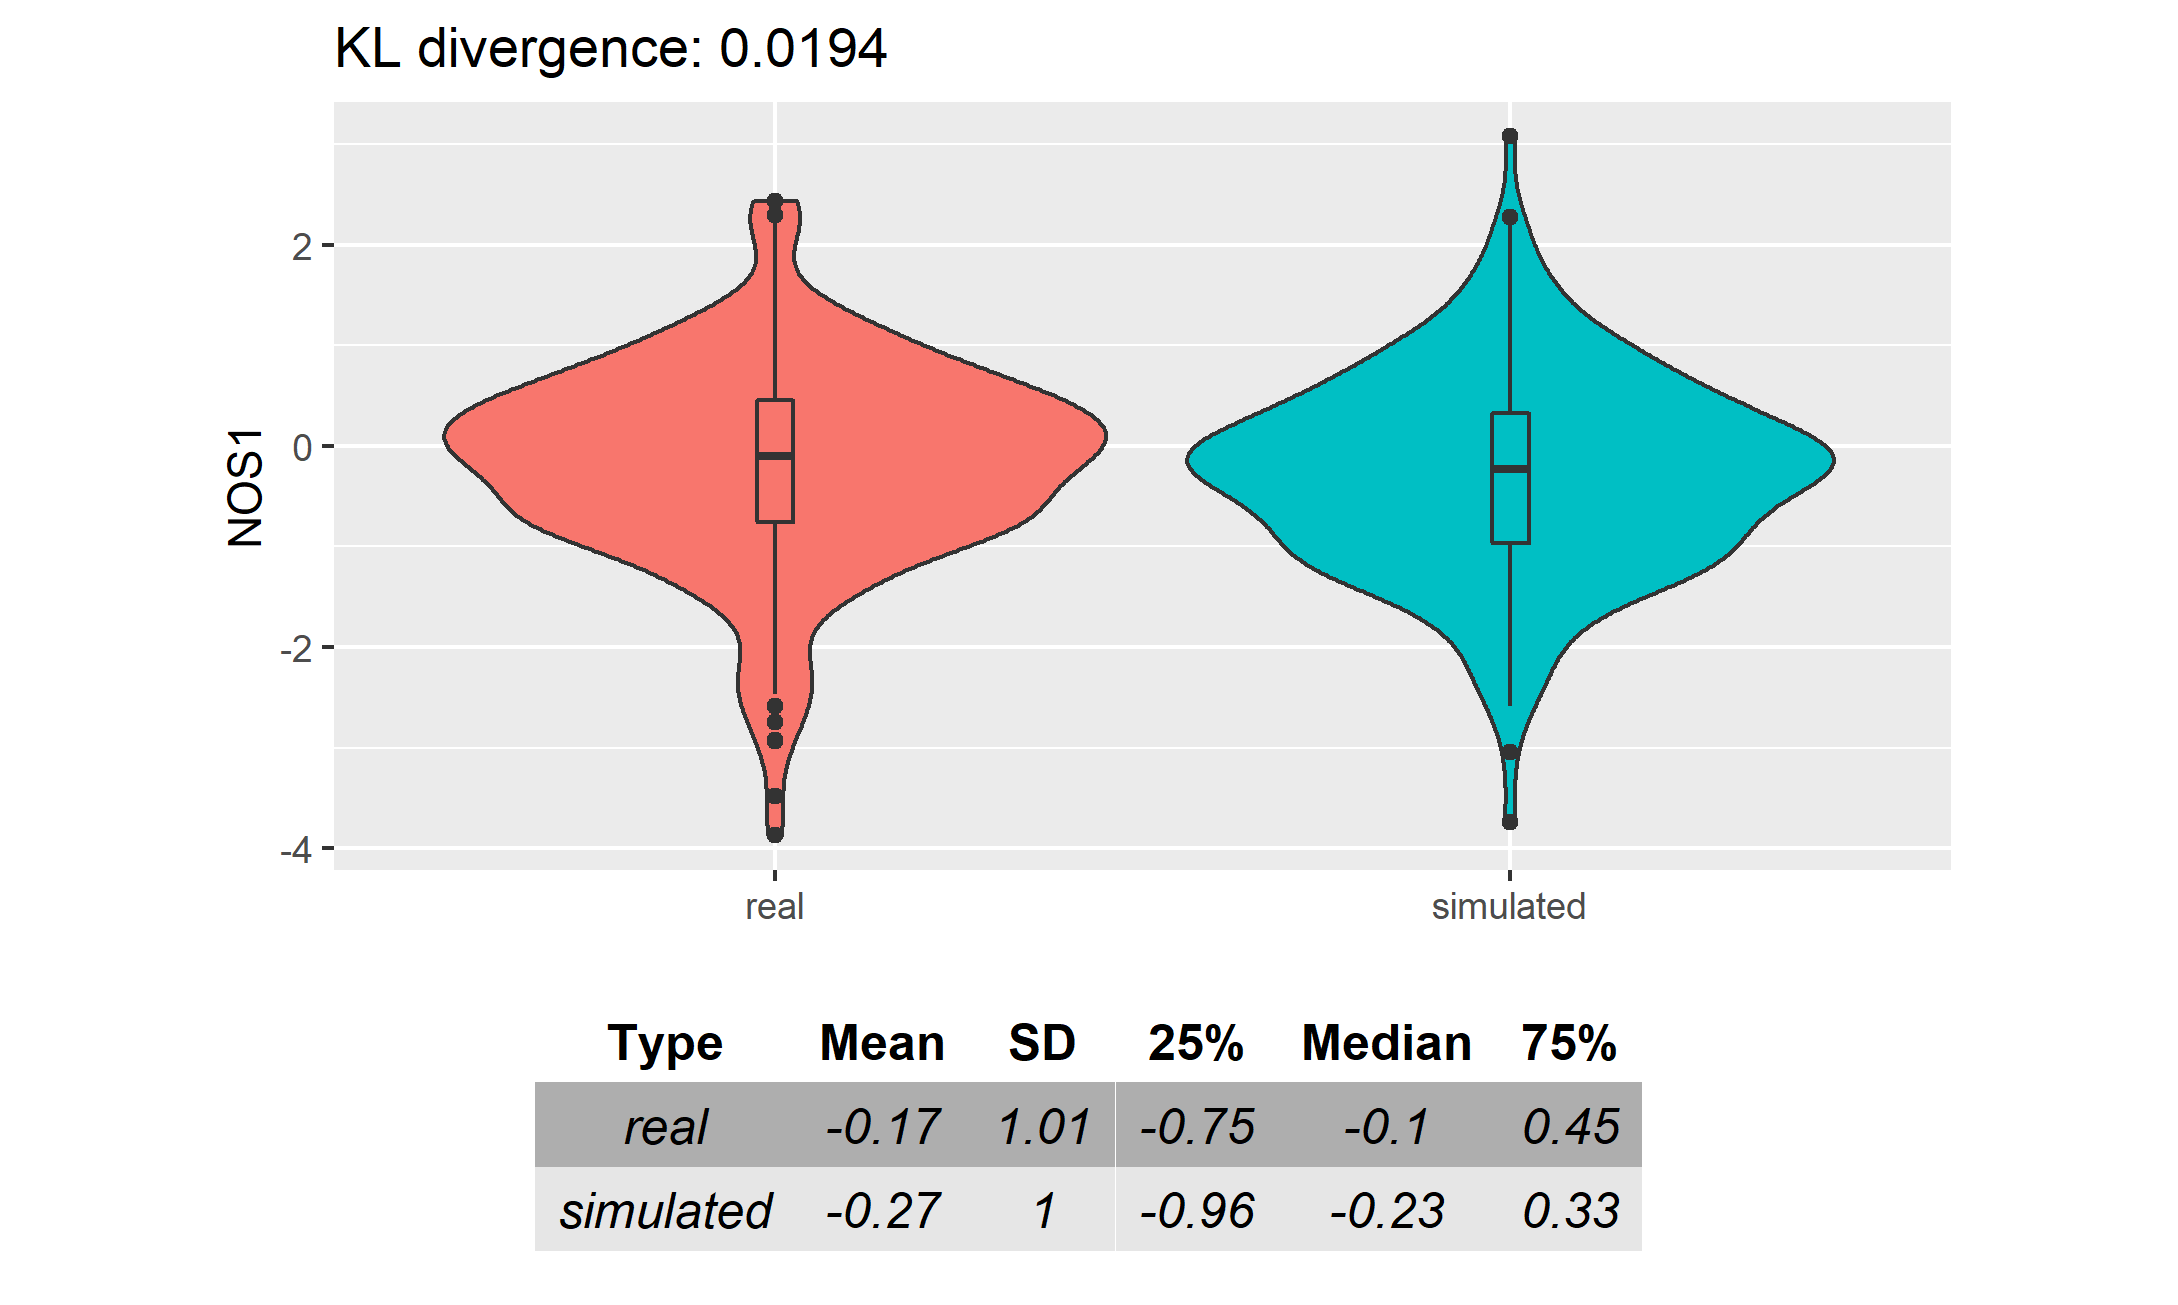 KL divergence: 0.0194
NOS1
2
0
-2
-4
real simulated
Type Mean SD 25% Median 75%
real -0.17 1.01 -0.75 -0.1 0.45
simulated -0.27 1 -0.96 -0.23 0.33